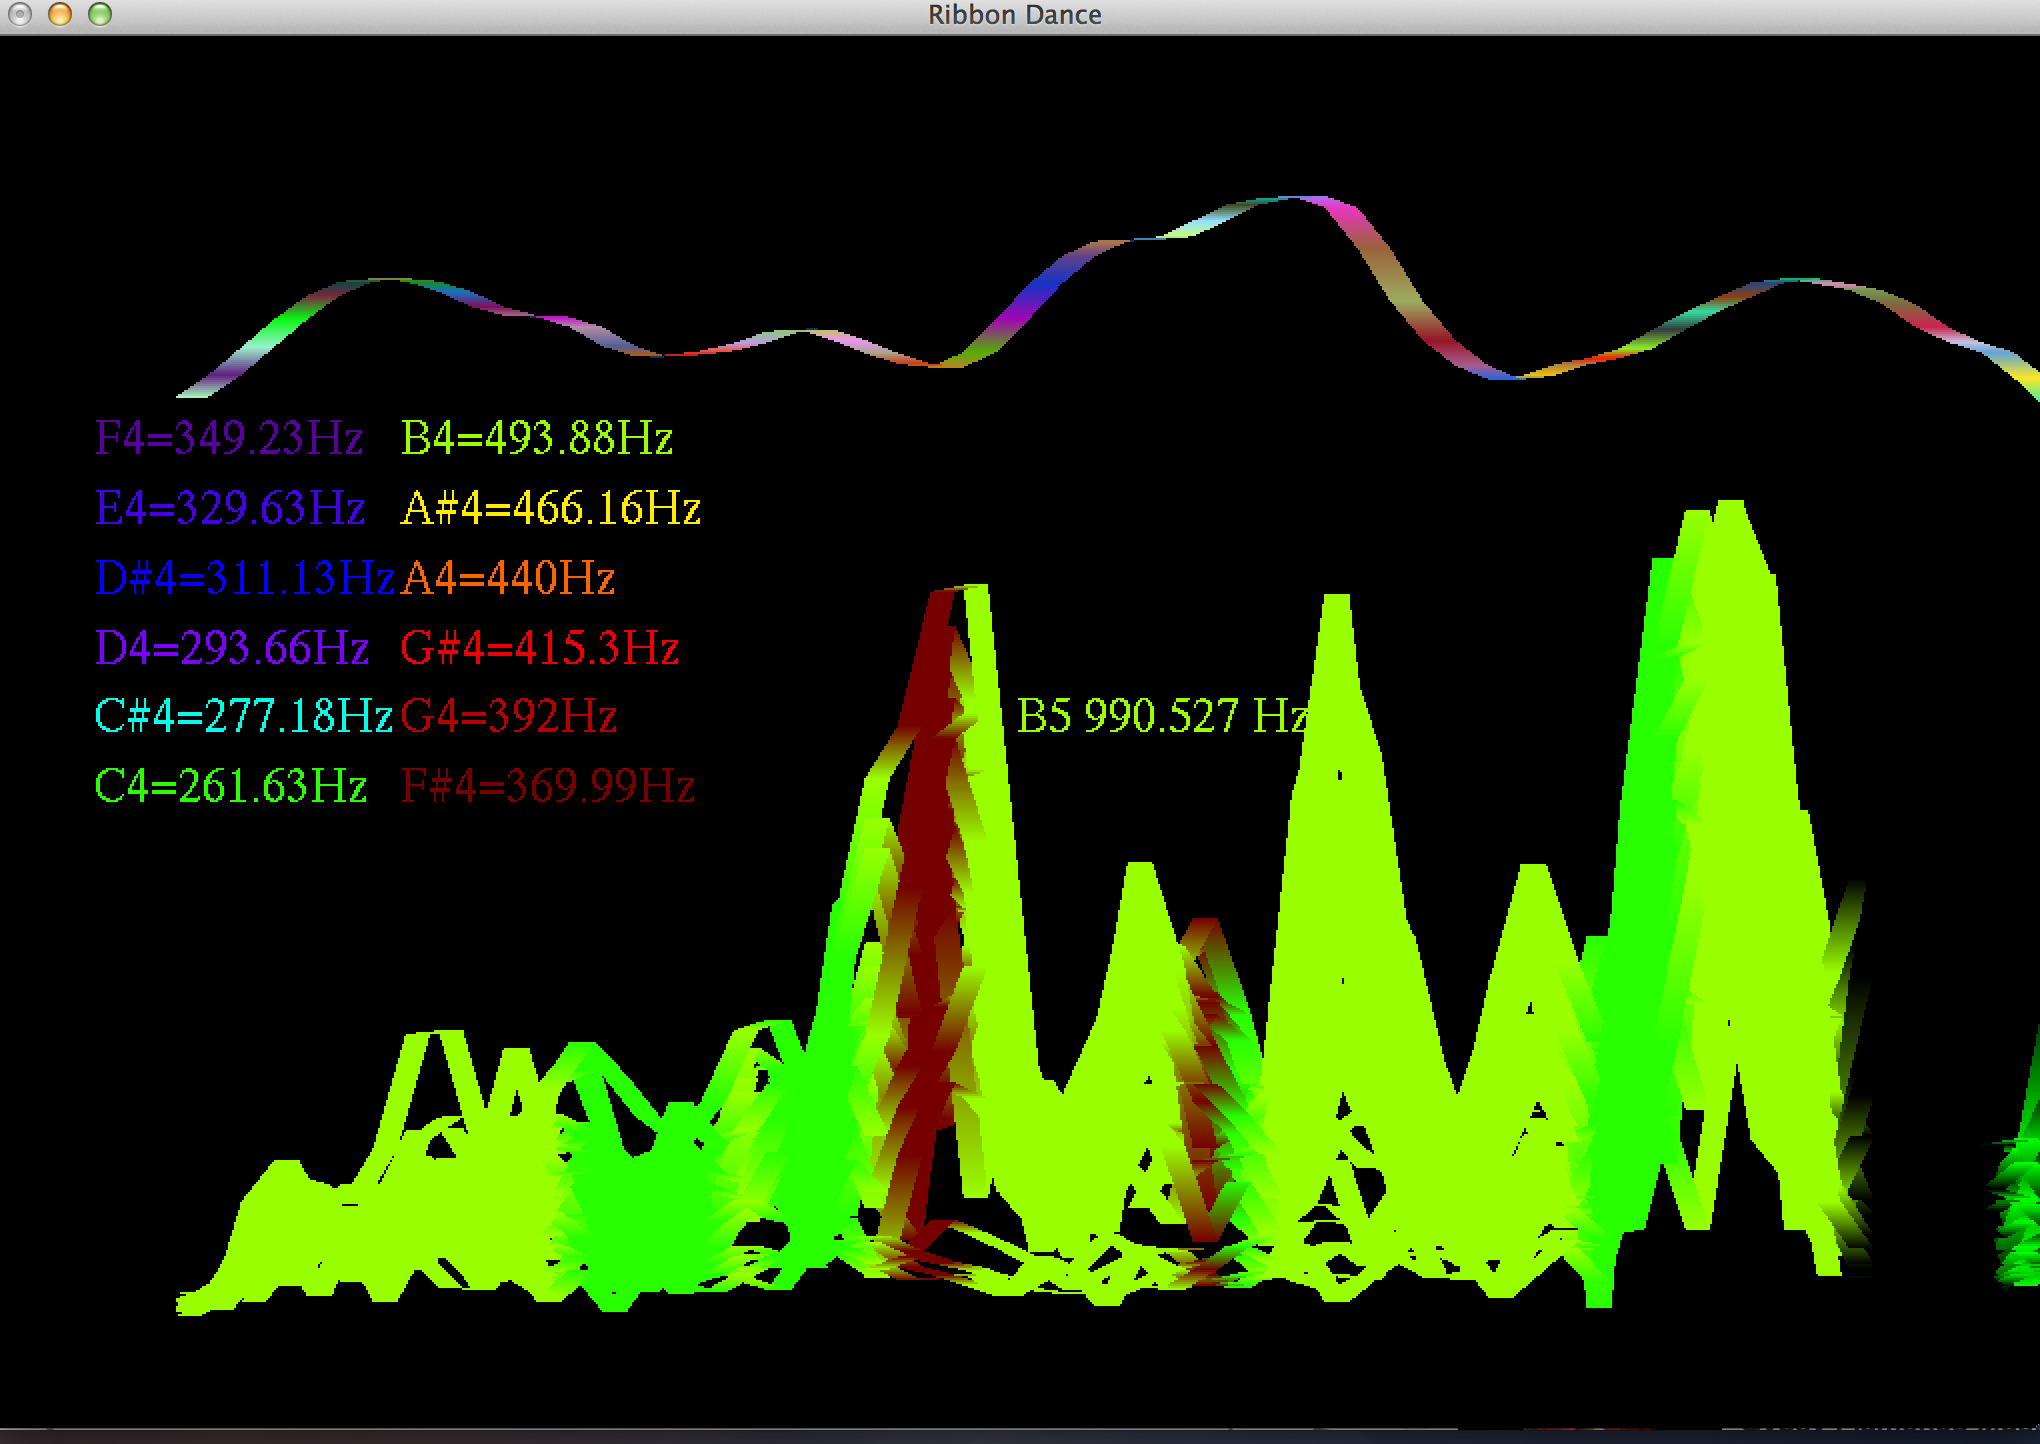 Ribbon Dance
F4=349.23Hz B4=493.88Hz
E4=329.63Hz A#4=466.16Hz
D#4=311.13Hz A4=440Hz
D4=293.66Hz G#4=415.3Hz
C#4=277.18Hz G4=392Hz
B5 990.527 Hz
C4=261.63Hz F#4=369.99Hz